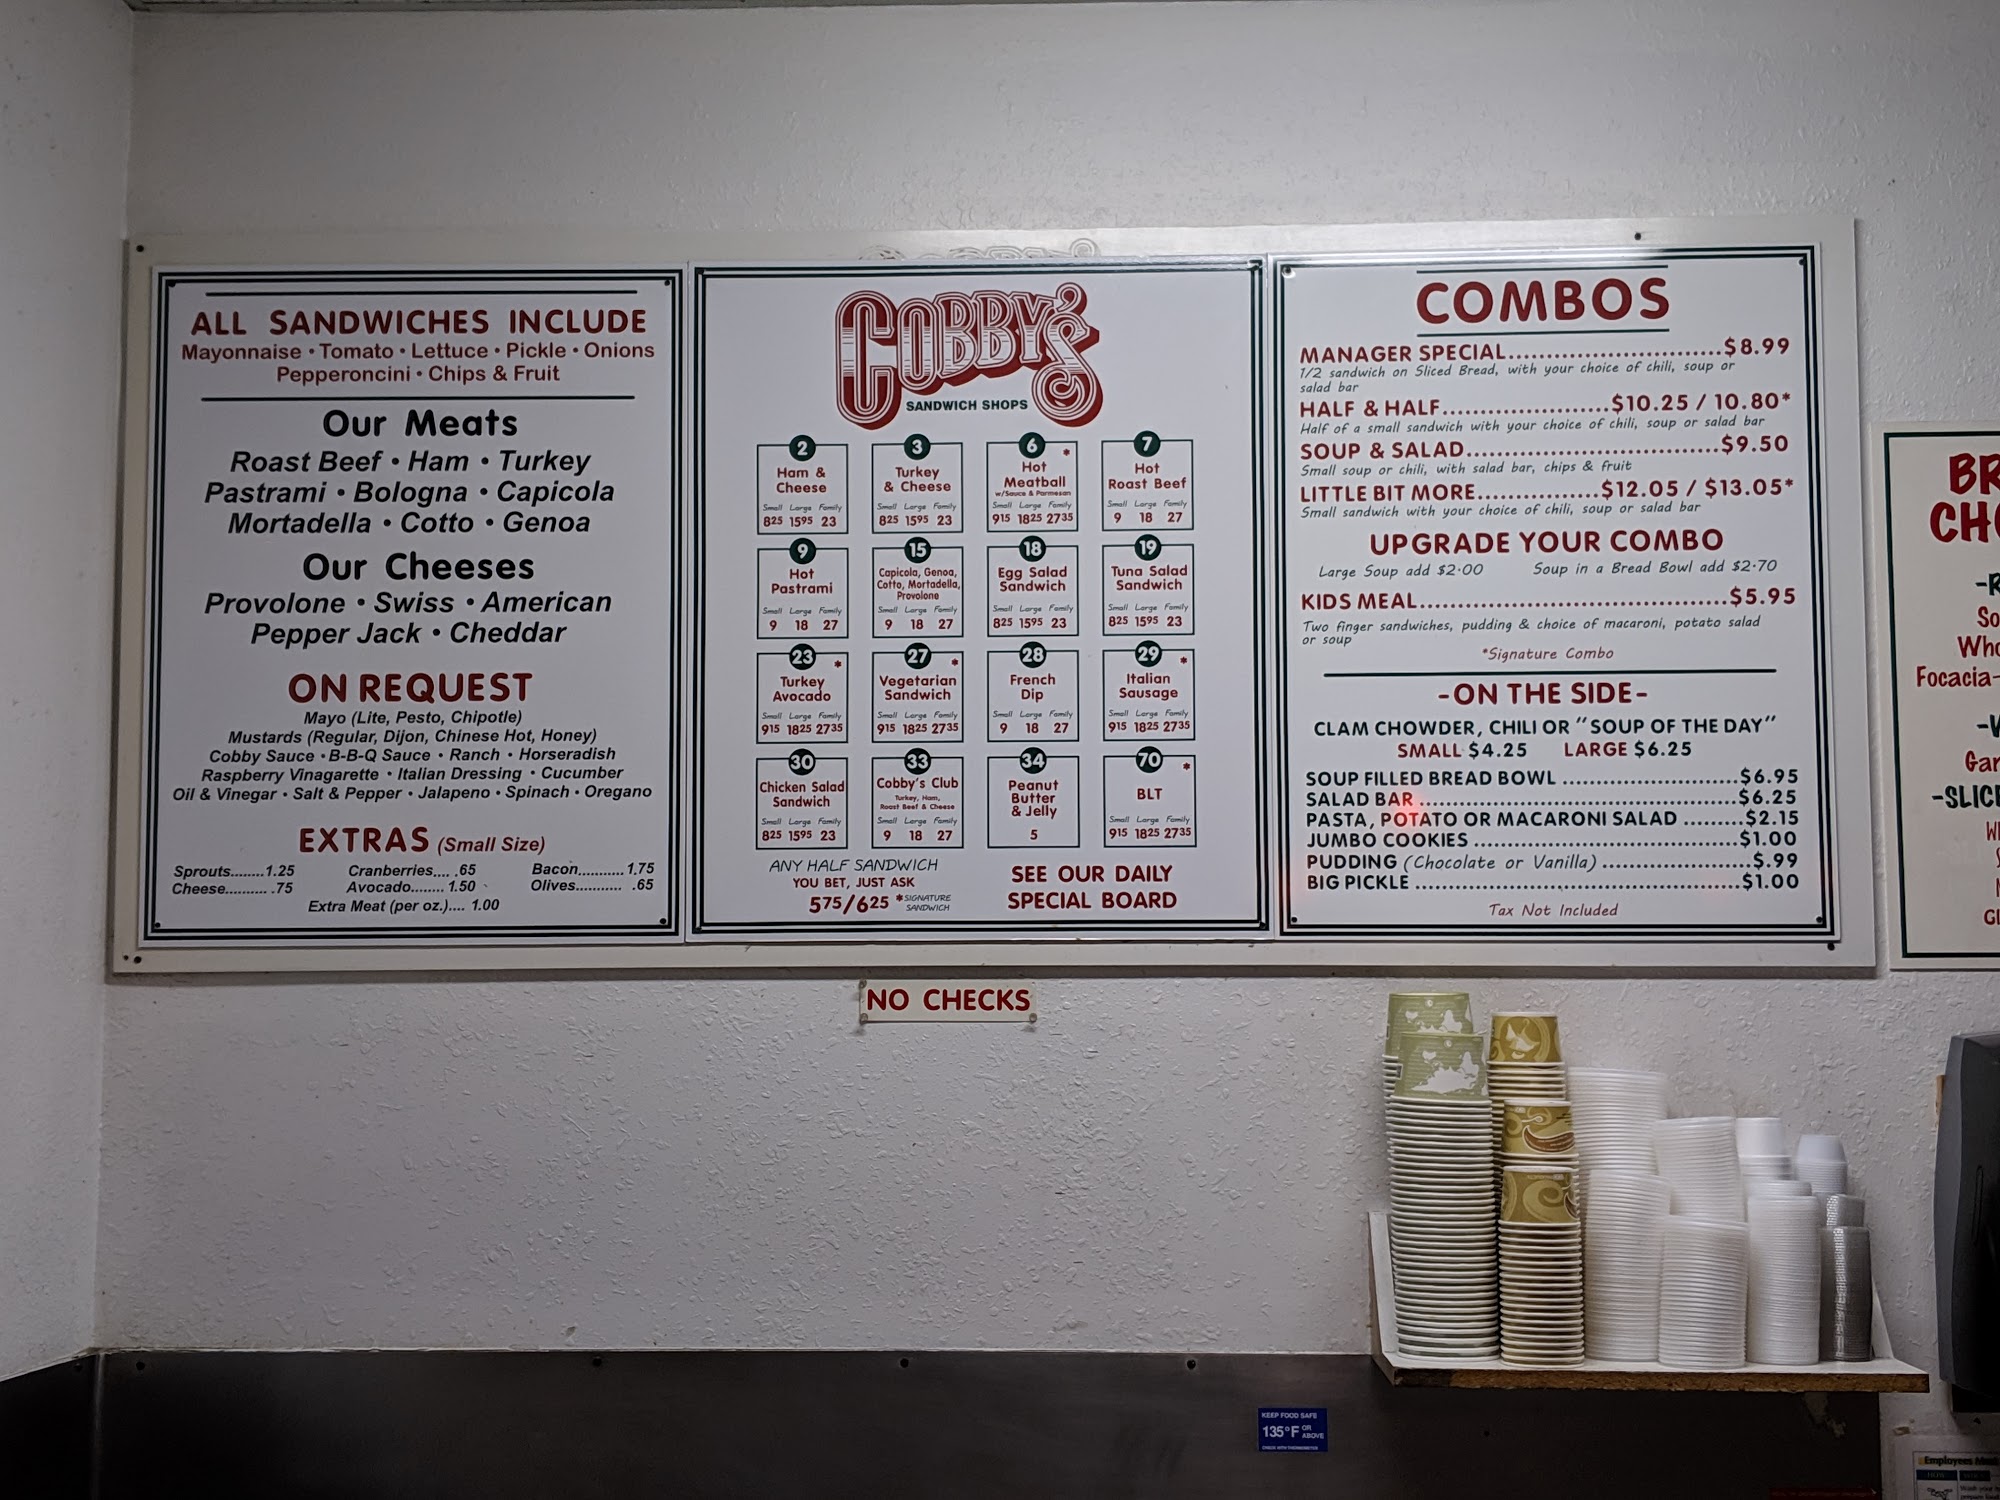 ALL SANDWICHES INCLUDE
Mayonnaise • Tomato • Lettuce • Pickle • Onions
Pepperoncini • Chips & Fruit
Our Meats
Roast Beef • Ham • Turkey
Pastrami • Bologna • Capicola
Mortadella • Cotto • Genoa
Our Cheeses
Provolone • Swiss • American
Pepper Jack • Cheddar
ON REQUEST
Mayo (Lite, Pesto, Chipotle)
Mustards (Regular, Dijon, Chinese Hot, Honey)
Cobby Sauce • B-B-Q Sauce • Ranch • Horseradish
Raspberry Vinagarette • Italian Dressing • Cucumber
Oil & Vinegar • Salt & Pepper • Jalapeno • Spinach • Oregano
EXTRAS (Small Size)
Sprouts........1.25 Cranberries.... .65 Bacon...........1.75
Cheese.......... .75 Avocado........ 1.50 Olives........... .65
Extra Meat (per oz.).... 1.00
COBBY'S
SANDWICH SHOPS
2
Ham &
Cheese
Small Large Family
825 1595 23
3
Turkey
& Cheese
Small Large Family
825 1595 23
6
*
Hot
Meatball
w/Sauce & Parmesan
Small Large Family
915 1825 2735
7
Hot
Roast Beef
Small Large Family
9 18 27
9
Hot
Pastrami
Small Large Family
9 18 27
15
Capicola, Genoa,
Cotto, Mortadella,
Provolone
Small Large Family
9 18 27
18
Egg Salad
Sandwich
Small Large Family
825 1595 23
19
Tuna Salad
Sandwich
Small Large Family
825 1595 23
23
*
Turkey
Avocado
Small Large Family
915 1825 2735
27
*
Vegetarian
Sandwich
Small Large Family
915 1825 2735
28
French
Dip
Small Large Family
9 18 27
29
*
Italian
Sausage
Small Large Family
915 1825 2735
30
Chicken Salad
Sandwich
Small Large Family
825 1595 23
33
Cobby's Club
Turkey, Ham,
Roast Beef & Cheese
Small Large Family
9 18 27
34
Peanut
Butter
& Jelly
5
70
*
BLT
Small Large Family
915 1825 2735
ANY HALF SANDWICH
YOU BET, JUST ASK
575/625 *SIGNATURE
SANDWICH
SEE OUR DAILY
SPECIAL BOARD
COMBOS
MANAGER SPECIAL............................$8.99
1/2 sandwich on Sliced Bread, with your choice of chili, soup or
salad bar
HALF & HALF......................$10.25 / 10.80*
Half of a small sandwich with your choice of chili, soup or salad bar
SOUP & SALAD.................................$9.50
Small soup or chili, with salad bar, chips & fruit
LITTLE BIT MORE................$12.05 / $13.05*
Small sandwich with your choice of chili, soup or salad bar
UPGRADE YOUR COMBO
Large Soup add $2.00 Soup in a Bread Bowl add $2.70
KIDS MEAL........................................$5.95
Two finger sandwiches, pudding & choice of macaroni, potato salad
or soup
*Signature Combo
-ON THE SIDE-
CLAM CHOWDER, CHILI OR "SOUP OF THE DAY"
SMALL $4.25 LARGE $6.25
SOUP FILLED BREAD BOWL ........................$6.95
SALAD BAR ...........................................$6.25
PASTA, POTATO OR MACARONI SALAD ........$2.15
JUMBO COOKIES ....................................$1.00
PUDDING (Chocolate or Vanilla) ....................$.99
BIG PICKLE ............................................$1.00
Tax Not Included
NO CHECKS
Focacia-
KEEP FOOD SAFE
135°F OR
ABOVE
CHECK WITH THERMOMETER
Employees